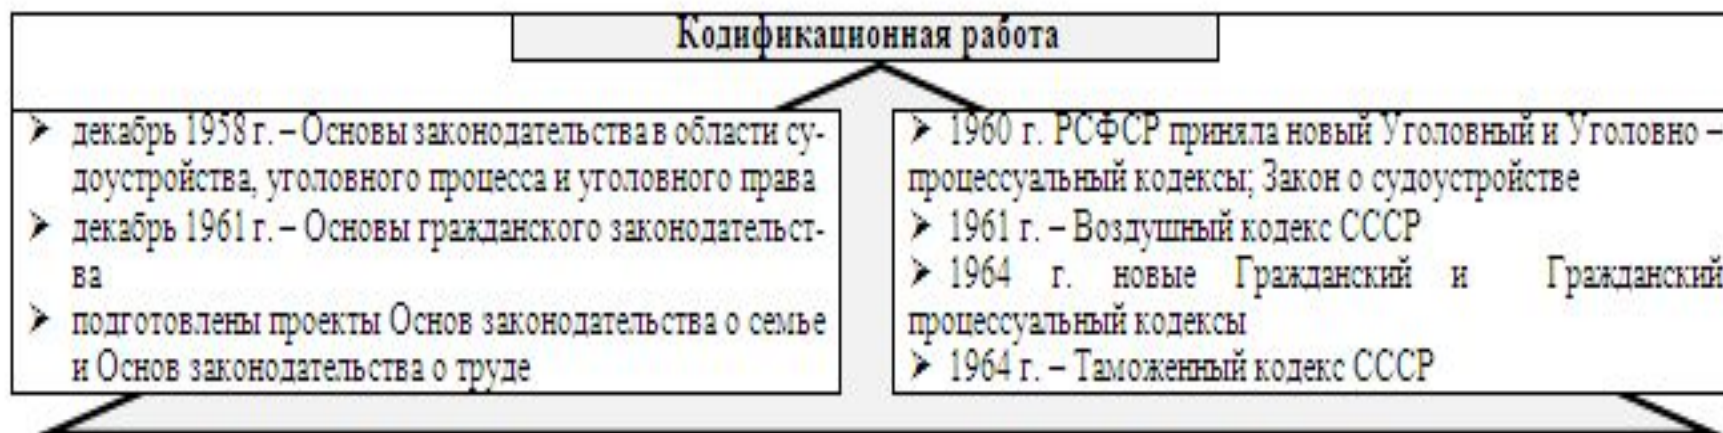 Кодификационная работа
➢ декабрь 1958 г. – Основы законодательства в области су-
доустройства, уголовного процесса и уголовного права
➢ декабрь 1961 г. – Основы гражданского законодательст-
ва
➢ подготовлены проекты Основ законодательства о семье
и Основ законодательства о труде
➢ 1960 г. РСФСР приняла новый Уголовный и Уголовно –
процессуальный кодексы; Закон о судоустройстве
➢ 1961 г. – Воздушный кодекс СССР
➢ 1964 г. новые Гражданский и Гражданский
процессуальный кодексы
➢ 1964 г. – Таможенный кодекс СССР